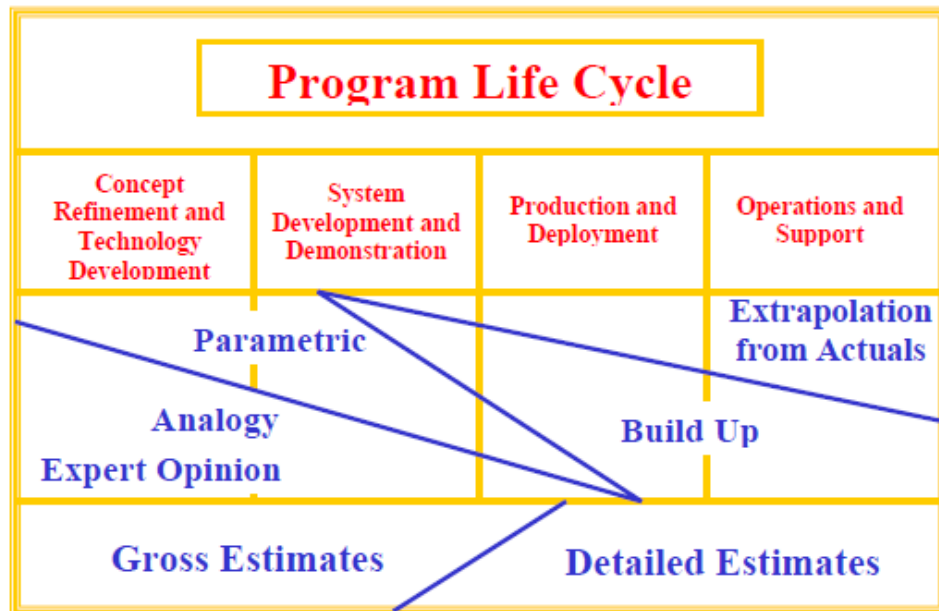 Program Life Cycle
Concept
Refinement and
Technology
Development
System
Development and
Demonstration
Production and
Deployment
Operations and
Support
Parametric
Analogy
Expert Opinion
Build Up
Extrapolation
from Actuals
Gross Estimates
Detailed Estimates